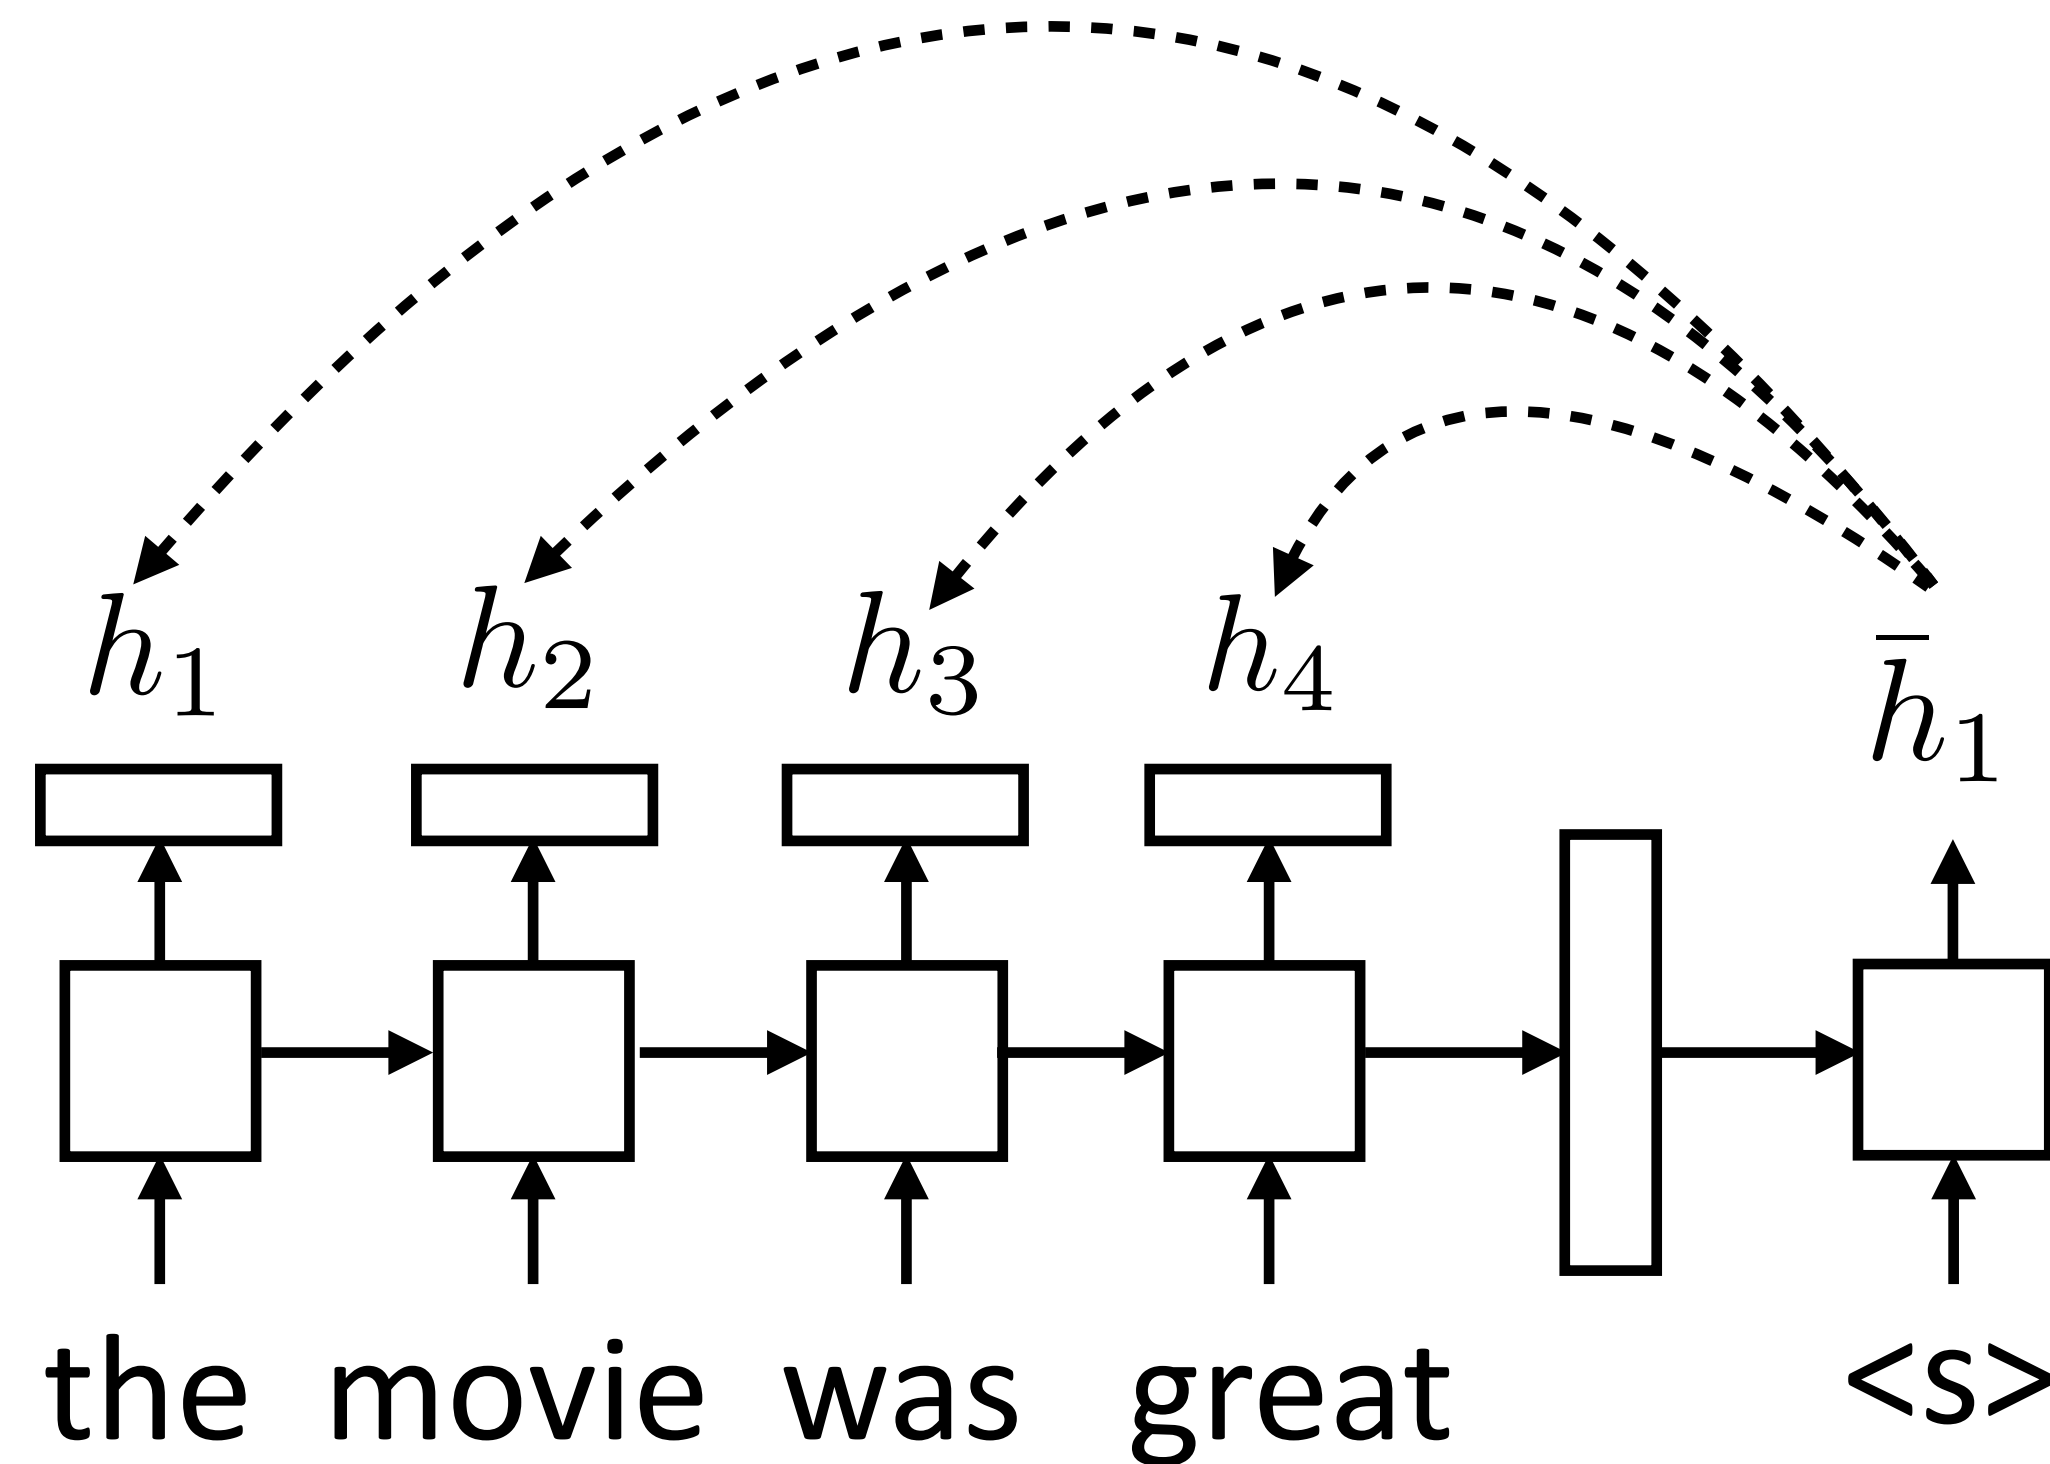 h₁ h₂ h₃ h₄ h̄₁
the movie was great <s>